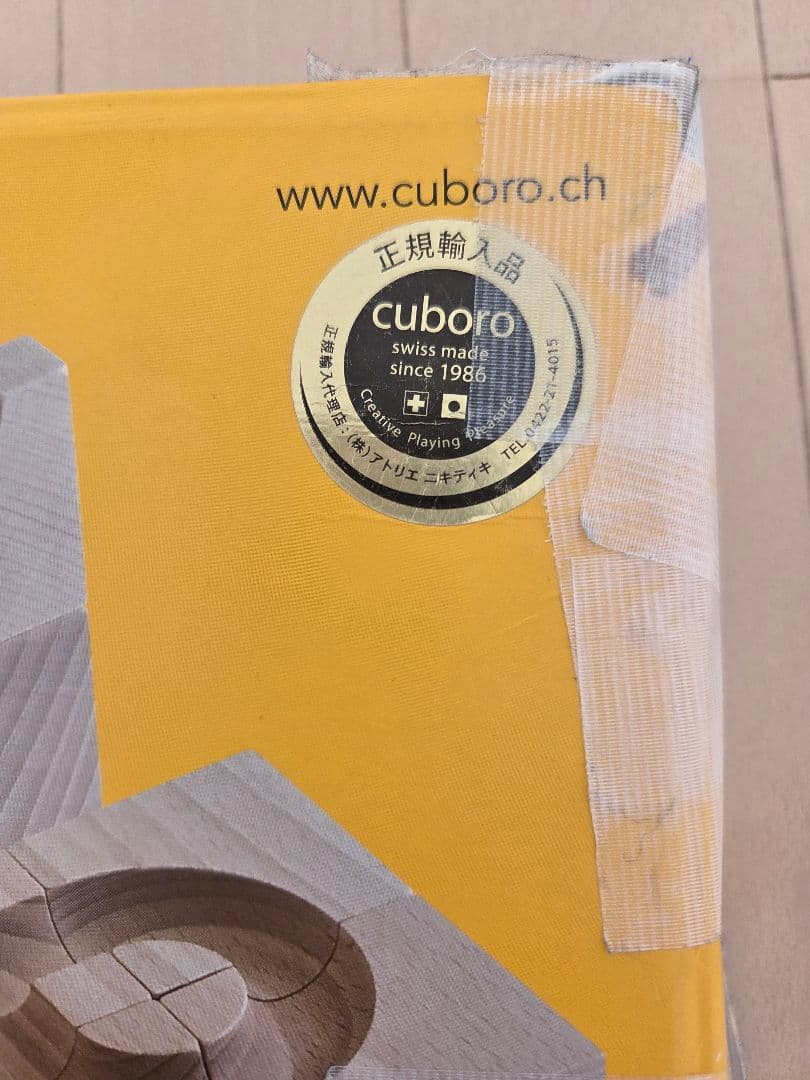 www.cuboro.ch
正規輸入品
cuboro
swiss made
since 1986
Creative Playing Pleasure
正規輸入代理店:(株)アトリエ ニキティキ TEL.0422-21-4015